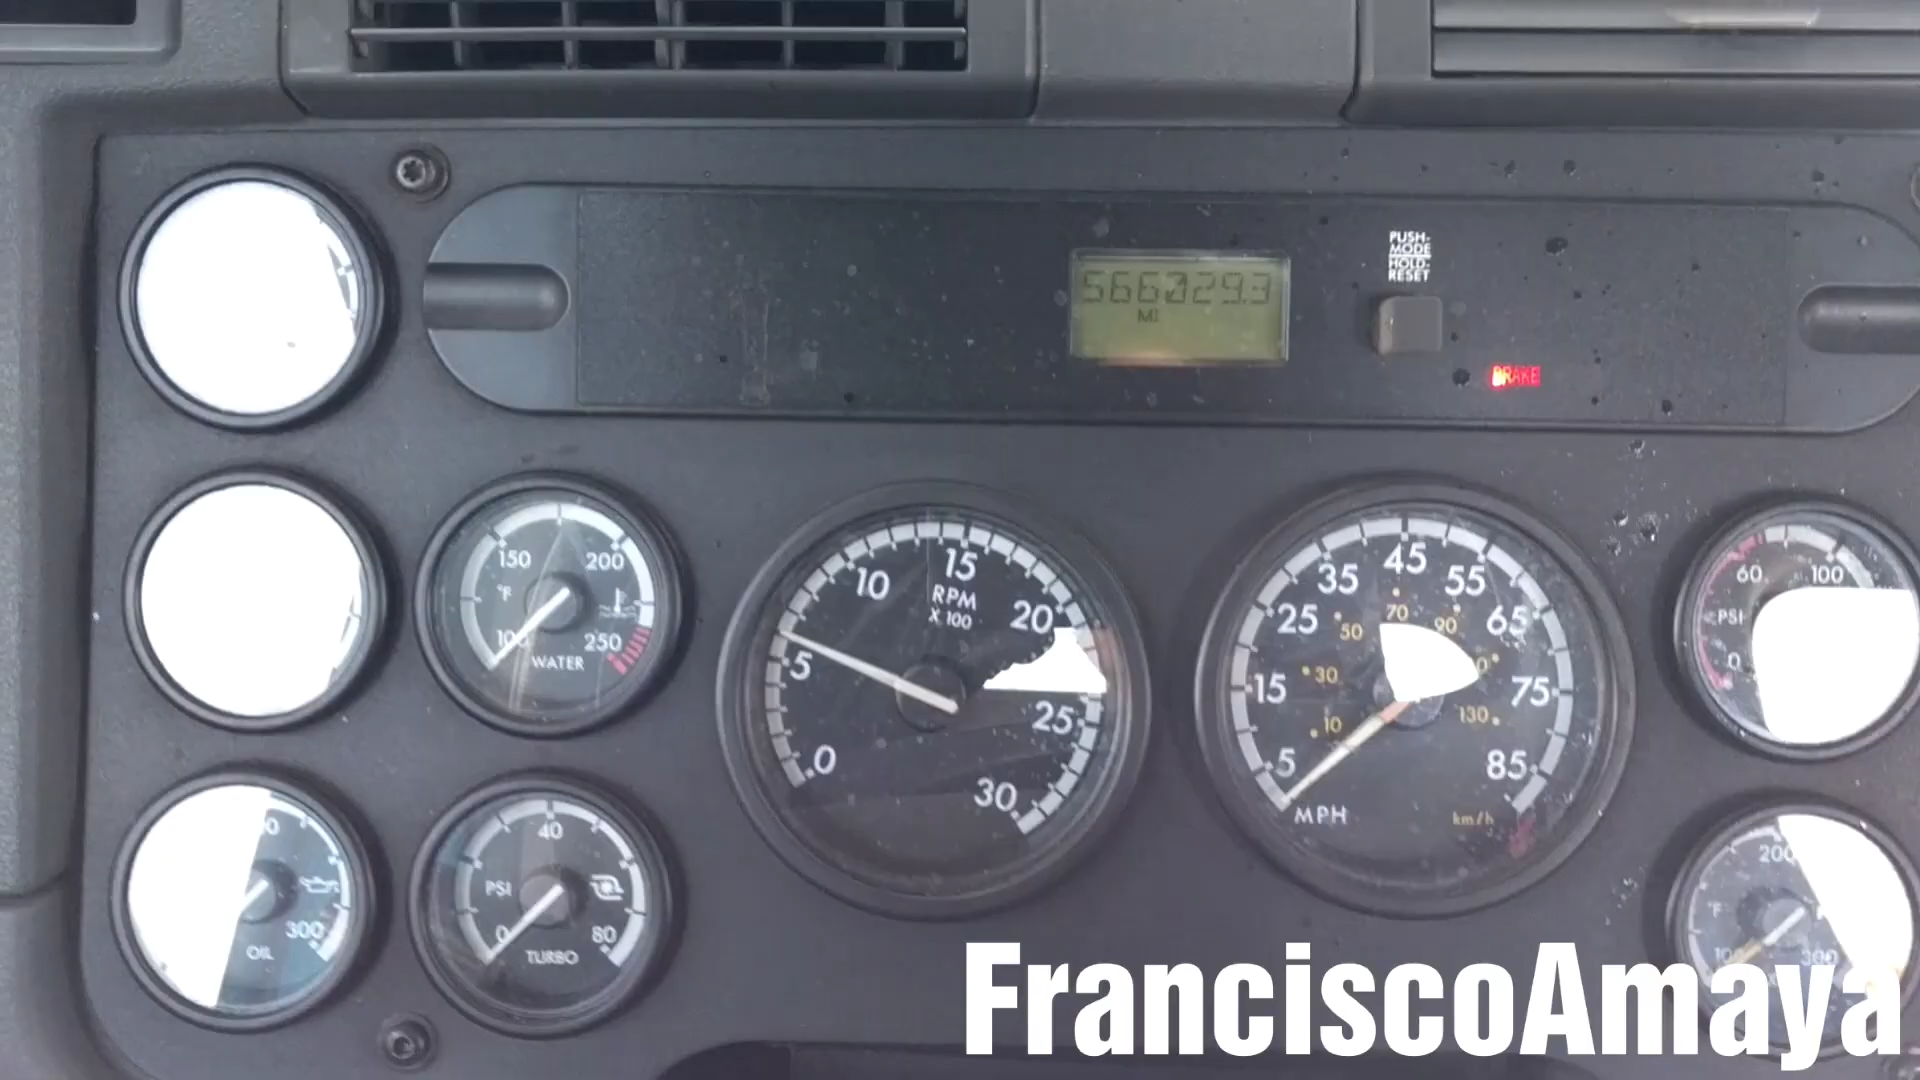 PUSH-
MODE
HOLD-
RESET
566029.3
MI
BRAKE
150 200
°F
100 250
WATER
10 15 20
RPM
X 100
5 25
0 30
35 45 55
25 65
50 70 90
15 30 75
10 130
5 85
MPH km/h
60 100
PSI
0
300
OIL
40
PSI
0 80
TURBO
200
°F
300
FranciscoAmaya